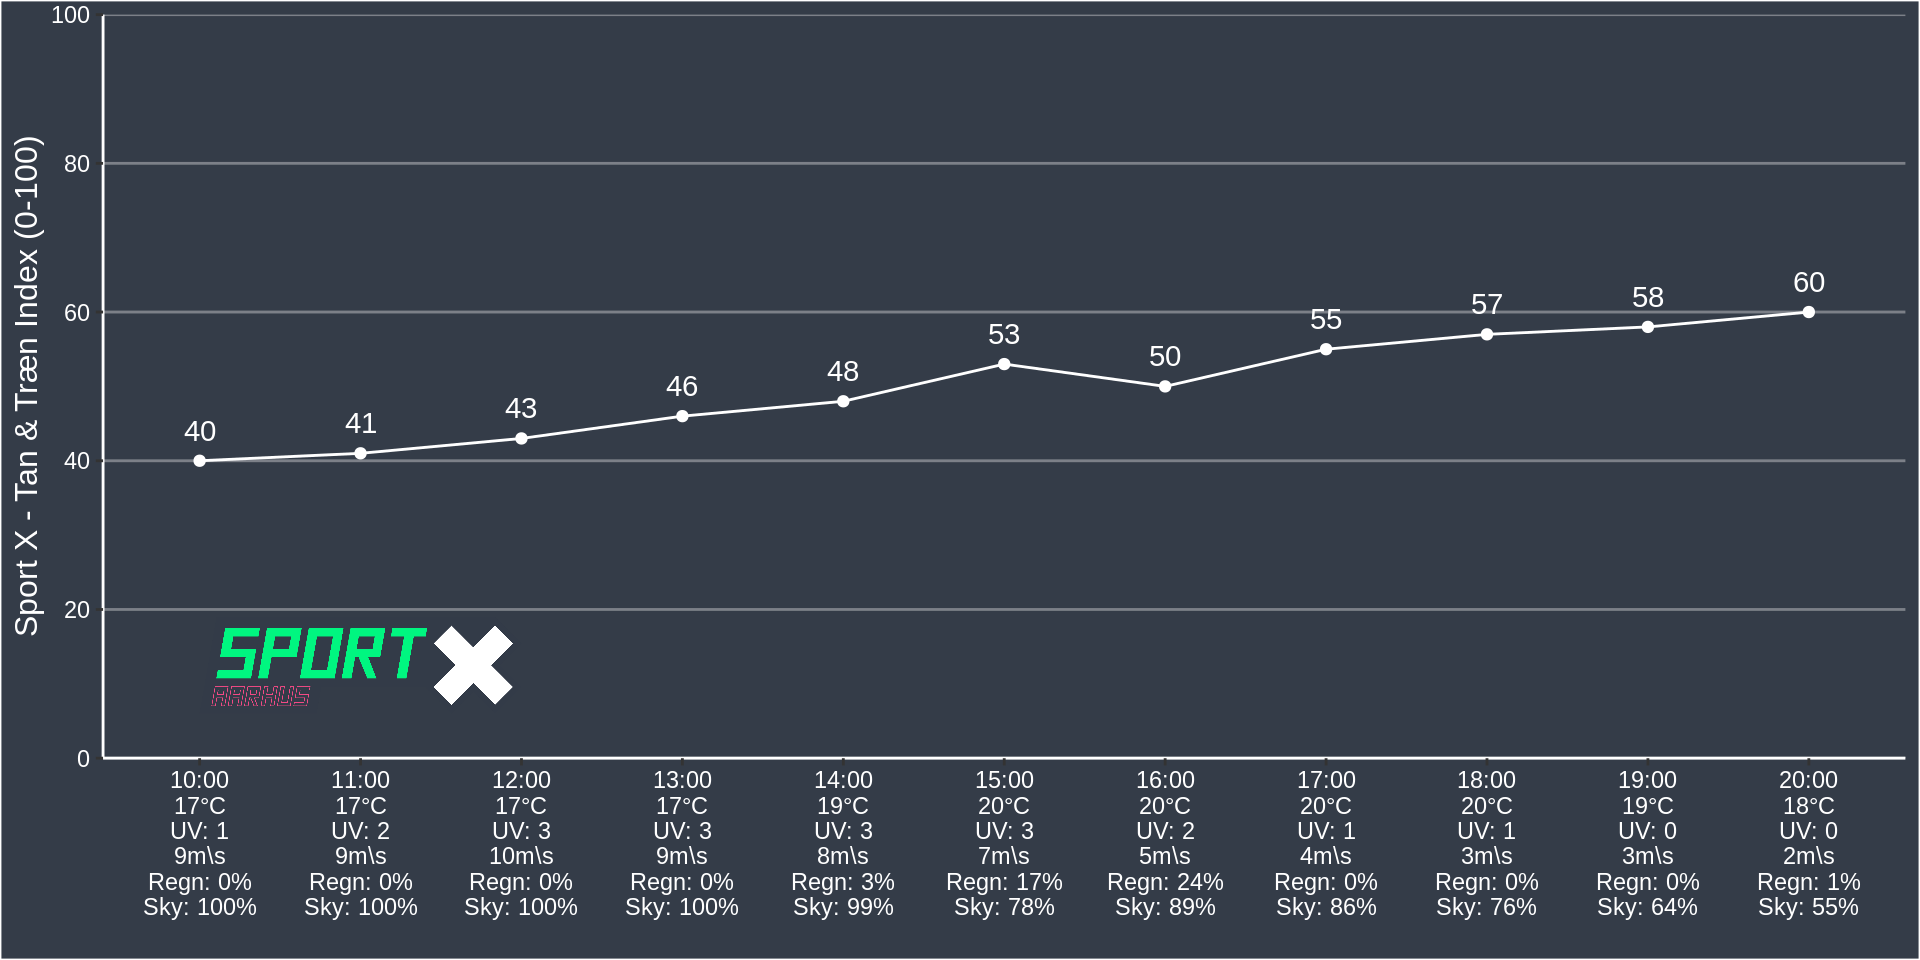 100
80
60
40
20
0
Sport X - Tan & Træn Index (0-100)
40 41 43 46 48 53 50 55 57 58 60
SPORT X
AARHUS
10:00 11:00 12:00 13:00 14:00 15:00 16:00 17:00 18:00 19:00 20:00
17°C 17°C 17°C 17°C 19°C 20°C 20°C 20°C 20°C 19°C 18°C
UV: 1 UV: 2 UV: 3 UV: 3 UV: 3 UV: 3 UV: 2 UV: 1 UV: 1 UV: 0 UV: 0
9m\s 9m\s 10m\s 9m\s 8m\s 7m\s 5m\s 4m\s 3m\s 3m\s 2m\s
Regn: 0% Regn: 0% Regn: 0% Regn: 0% Regn: 3% Regn: 17% Regn: 24% Regn: 0% Regn: 0% Regn: 0% Regn: 1%
Sky: 100% Sky: 100% Sky: 100% Sky: 100% Sky: 99% Sky: 78% Sky: 89% Sky: 86% Sky: 76% Sky: 64% Sky: 55%